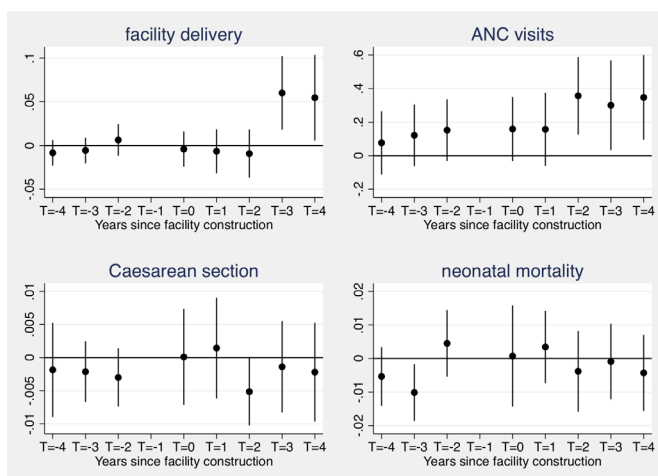 facility delivery
.1
.05
0
-.05
T=-4 T=-3 T=-2 T=-1 T=0 T=1 T=2 T=3 T=4
Years since facility construction
ANC visits
.6
.4
.2
0
-.2
T=-4 T=-3 T=-2 T=-1 T=0 T=1 T=2 T=3 T=4
Years since facility construction
Caesarean section
.01
.005
0
-.005
-.01
T=-4 T=-3 T=-2 T=-1 T=0 T=1 T=2 T=3 T=4
Years since facility construction
neonatal mortality
.02
.01
0
-.01
-.02
T=-4 T=-3 T=-2 T=-1 T=0 T=1 T=2 T=3 T=4
Years since facility construction